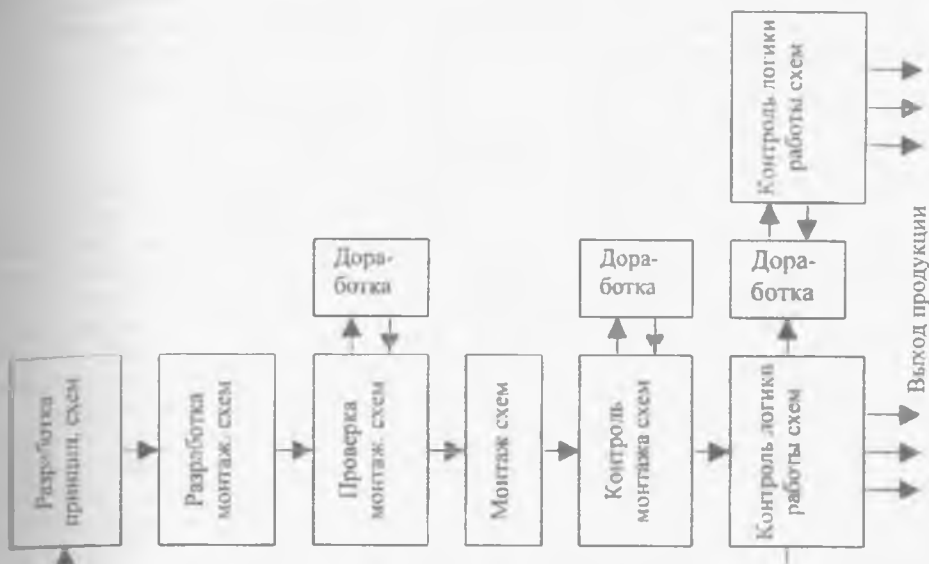 Разработка
принцип. схем
Разработка
монтаж. схем
Проверка
монтаж. схем
Дора-
ботка
Монтаж схем
Контроль
монтажа схем
Дора-
ботка
Контроль логики
работы схем
Дора-
ботка
Контроль логики
работы схем
Выход продукции